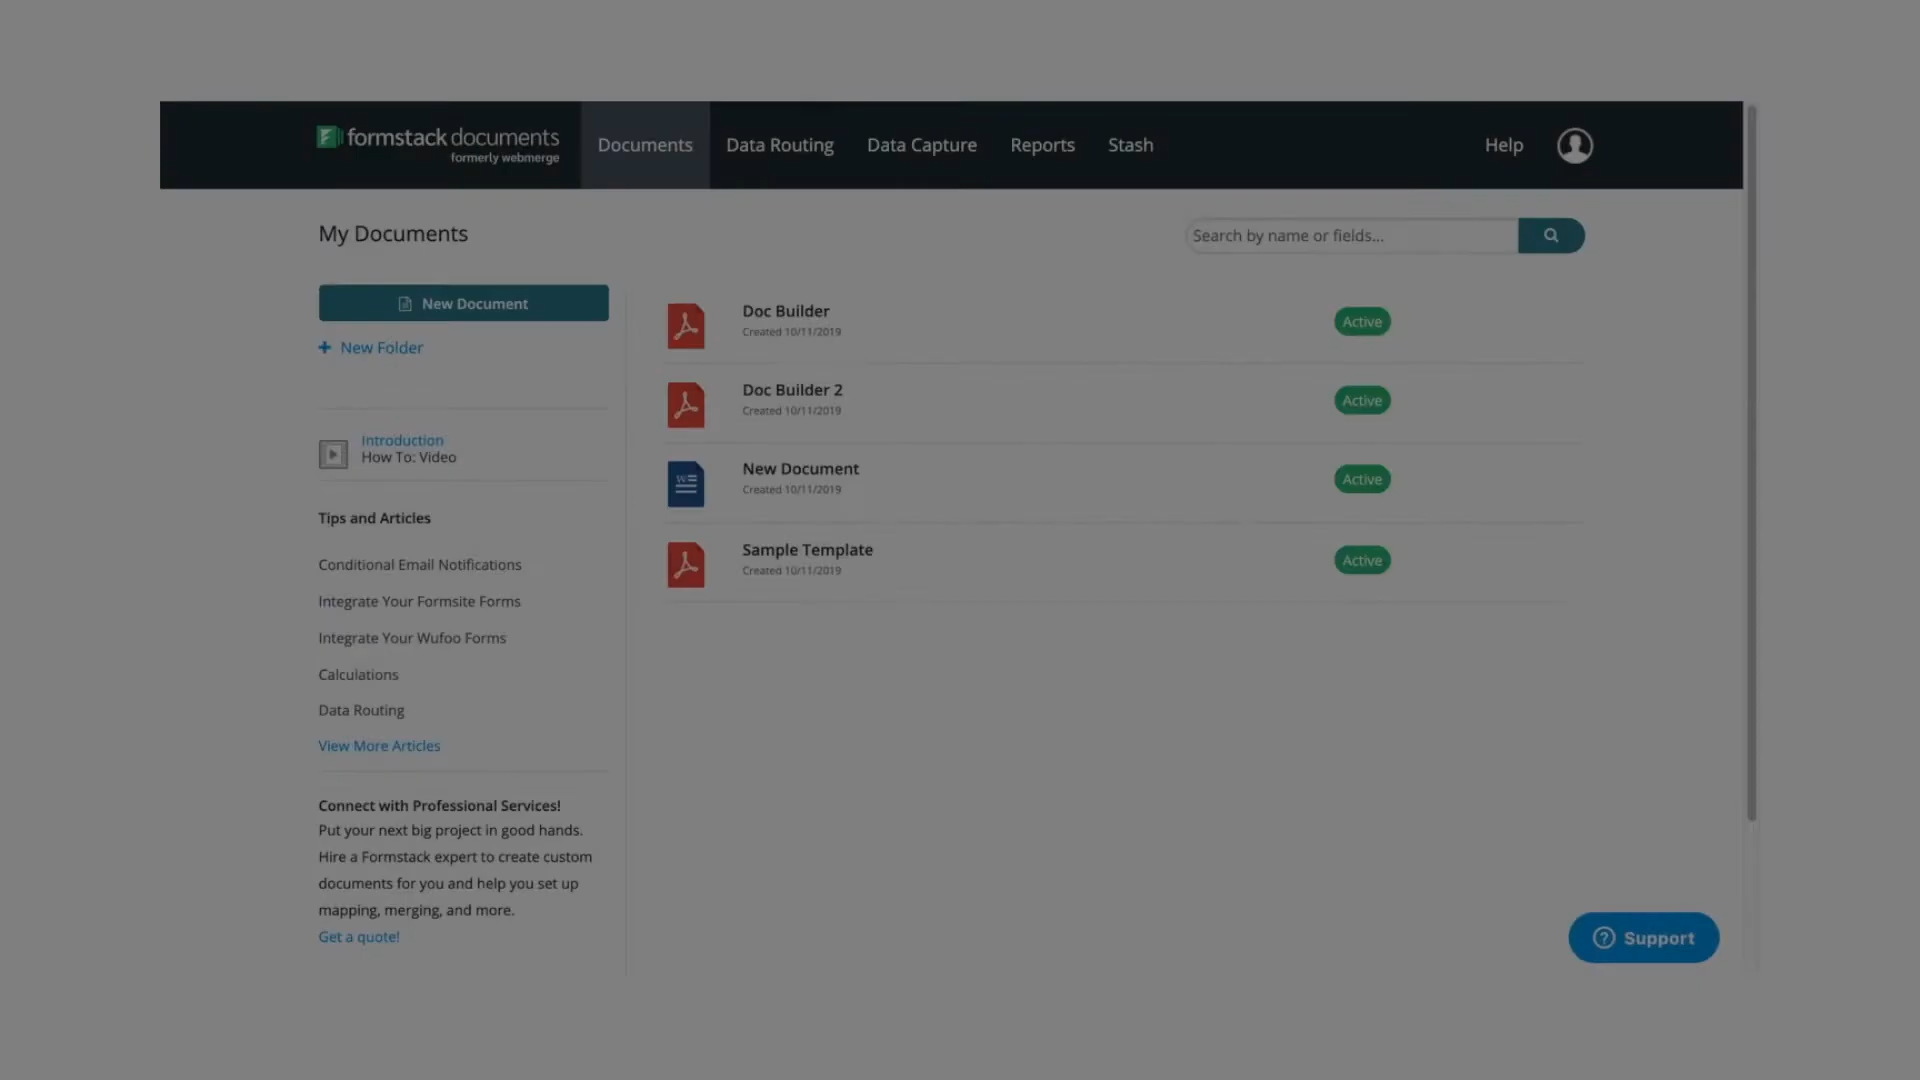 formstack documents
formerly webmerge
Documents
Data Routing
Data Capture
Reports
Stash
Help
My Documents
Search by name or fields...
New Document
+ New Folder
Introduction
How To: Video
Tips and Articles
Conditional Email Notifications
Integrate Your Formsite Forms
Integrate Your Wufoo Forms
Calculations
Data Routing
View More Articles
Connect with Professional Services!
Put your next big project in good hands.
Hire a Formstack expert to create custom
documents for you and help you set up
mapping, merging, and more.
Get a quote!
Doc Builder
Created 10/11/2019
Active
Doc Builder 2
Created 10/11/2019
Active
New Document
Created 10/11/2019
Active
Sample Template
Created 10/11/2019
Active
Support